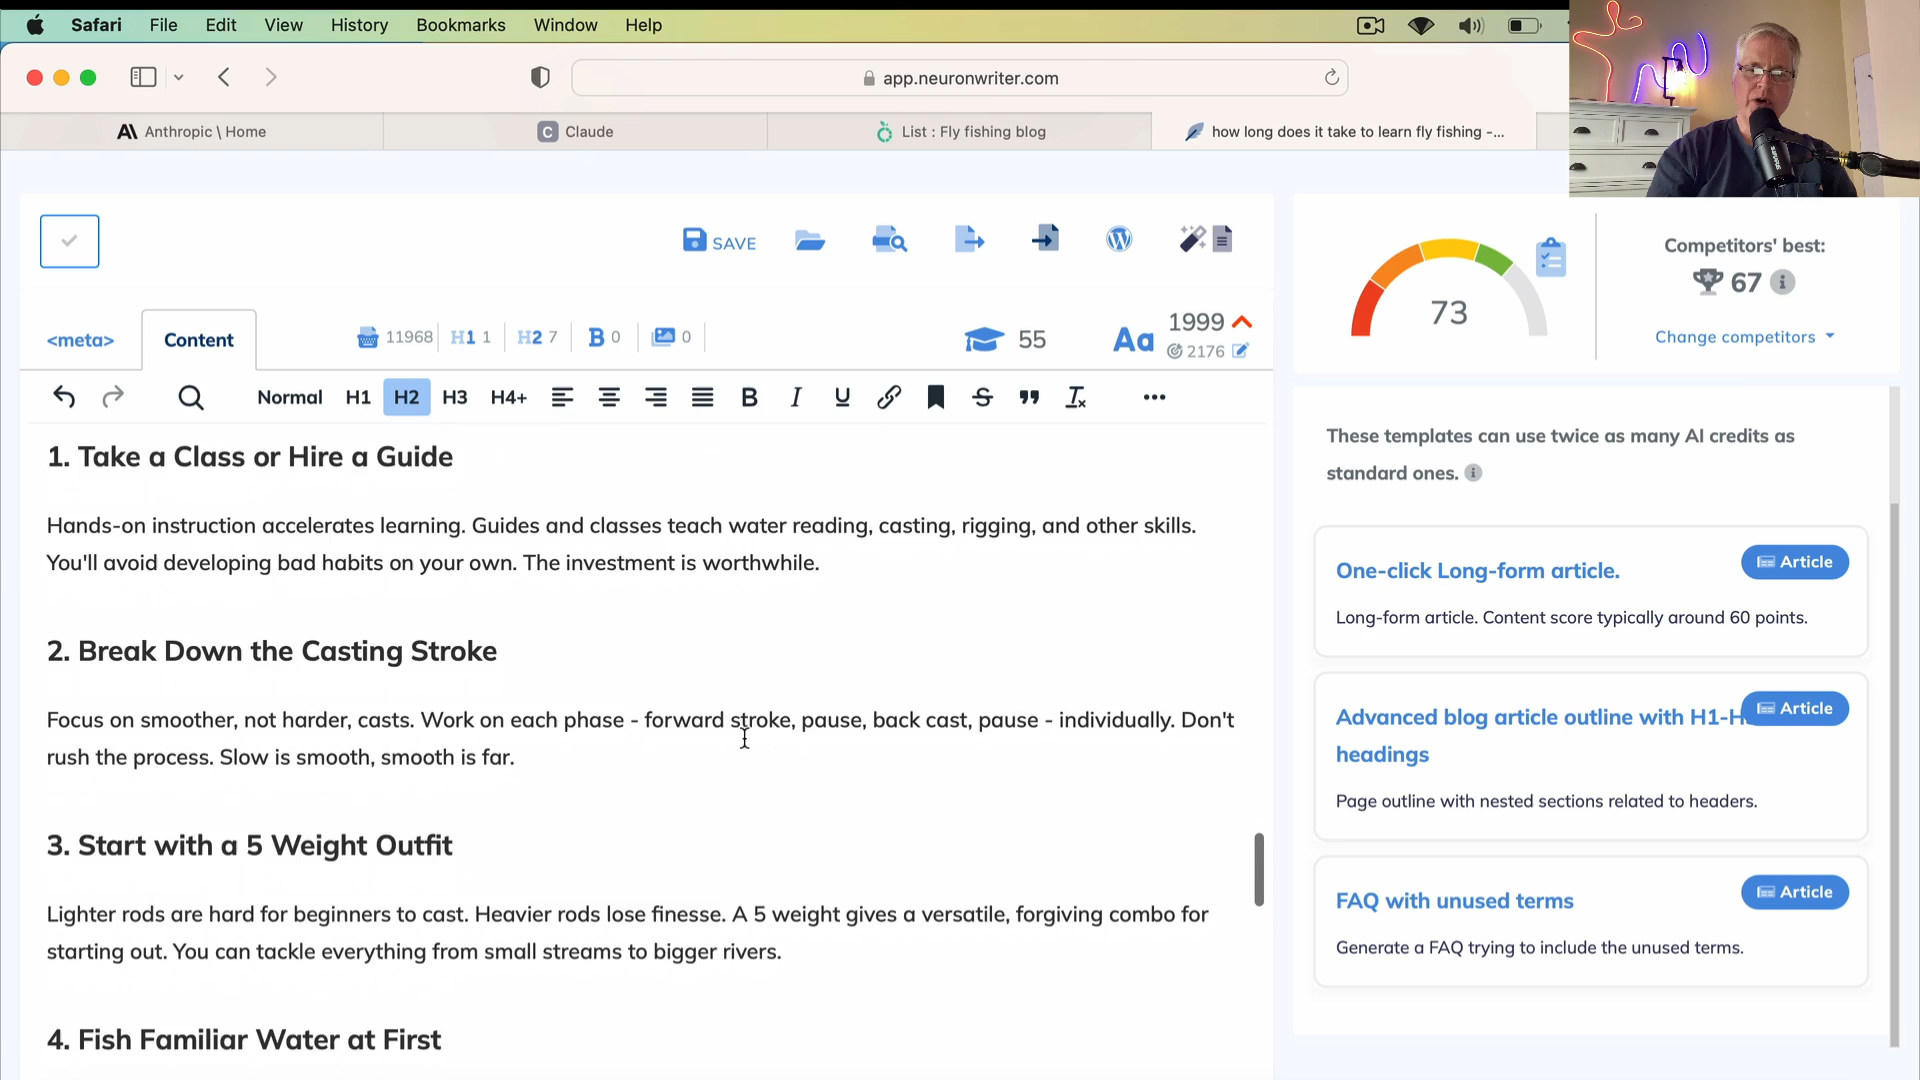 Safari File Edit View History Bookmarks Window Help
app.neuronwriter.com
Anthropic \ Home
Claude
List : Fly fishing blog
how long does it take to learn fly fishing -...
SAVE
<meta>
Content
11968 H1 1 H2 7 B 0 0
55
Aa 1999
2176
Normal H1 H2 H3 H4+ B I U S
1. Take a Class or Hire a Guide
Hands-on instruction accelerates learning. Guides and classes teach water reading, casting, rigging, and other skills.
You'll avoid developing bad habits on your own. The investment is worthwhile.
2. Break Down the Casting Stroke
Focus on smoother, not harder, casts. Work on each phase - forward stroke, pause, back cast, pause - individually. Don't
rush the process. Slow is smooth, smooth is far.
3. Start with a 5 Weight Outfit
Lighter rods are hard for beginners to cast. Heavier rods lose finesse. A 5 weight gives a versatile, forgiving combo for
starting out. You can tackle everything from small streams to bigger rivers.
4. Fish Familiar Water at First
73
Competitors' best:
67
Change competitors
These templates can use twice as many AI credits as
standard ones.
One-click Long-form article.
Article
Long-form article. Content score typically around 60 points.
Advanced blog article outline with H1-H
Article
headings
Page outline with nested sections related to headers.
FAQ with unused terms
Article
Generate a FAQ trying to include the unused terms.